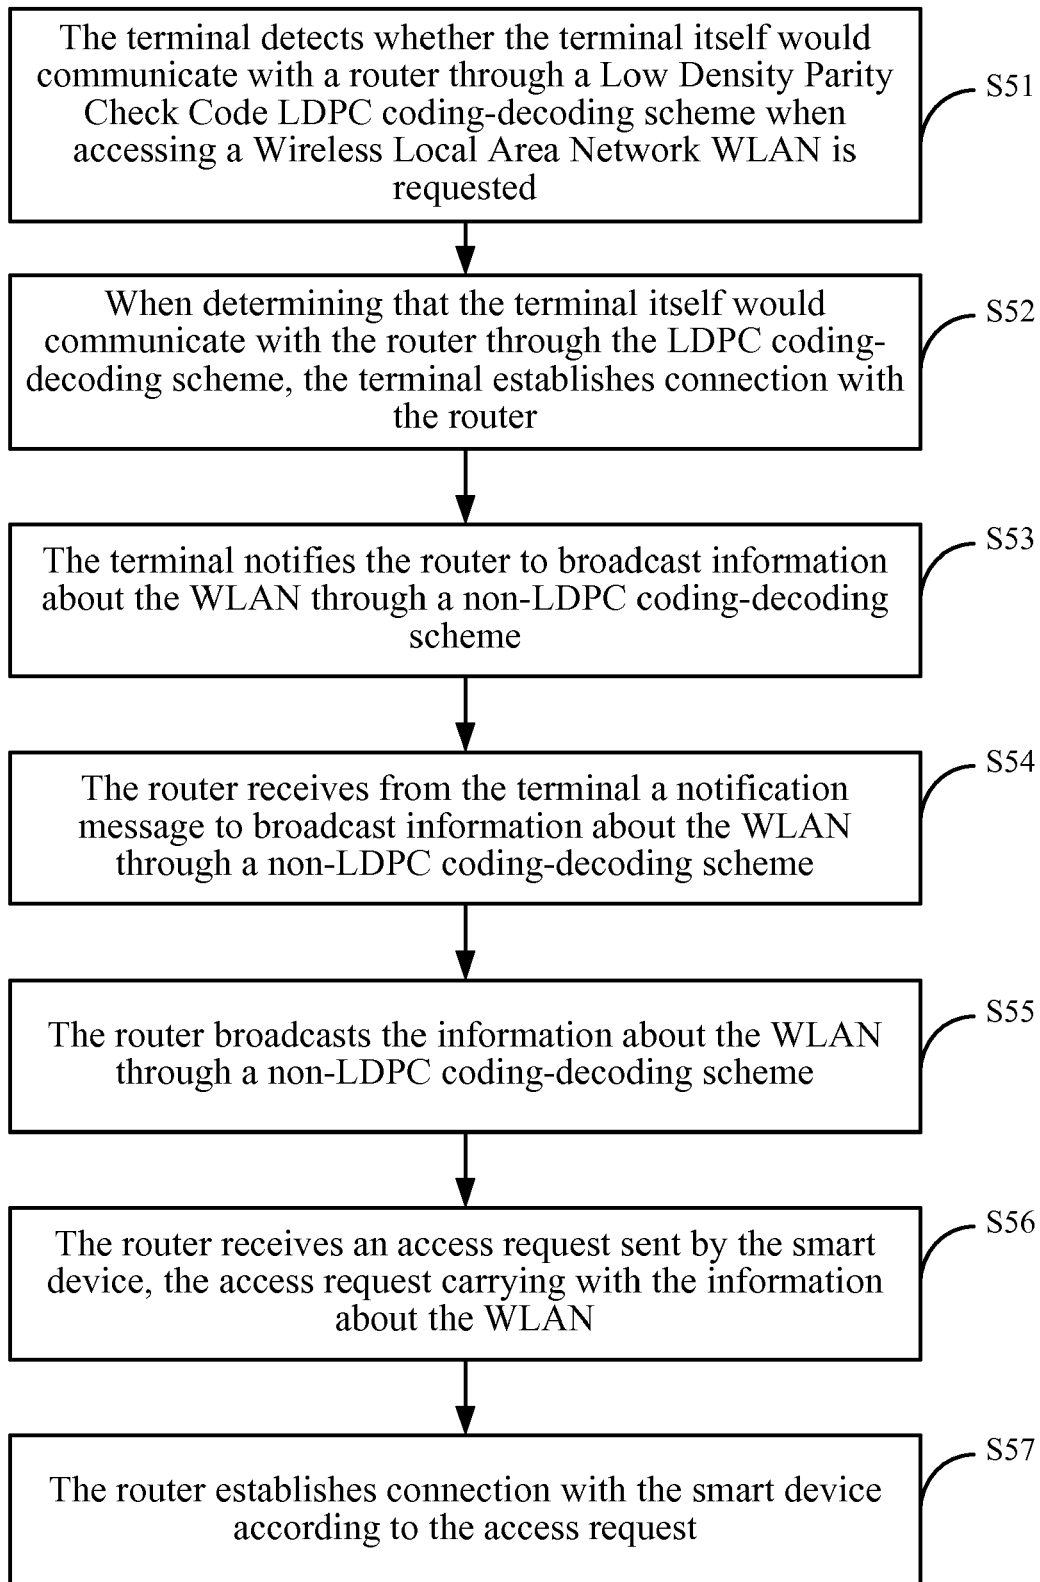 The terminal detects whether the terminal itself would
communicate with a router through a Low Density Parity
Check Code LDPC coding-decoding scheme when
accessing a Wireless Local Area Network WLAN is
requested
S51
When determining that the terminal itself would
communicate with the router through the LDPC coding-
decoding scheme, the terminal establishes connection with
the router
S52
The terminal notifies the router to broadcast information
about the WLAN through a non-LDPC coding-decoding
scheme
S53
The router receives from the terminal a notification
message to broadcast information about the WLAN
through a non-LDPC coding-decoding scheme
S54
The router broadcasts the information about the WLAN
through a non-LDPC coding-decoding scheme
S55
The router receives an access request sent by the smart
device, the access request carrying with the information
about the WLAN
S56
The router establishes connection with the smart device
according to the access request
S57